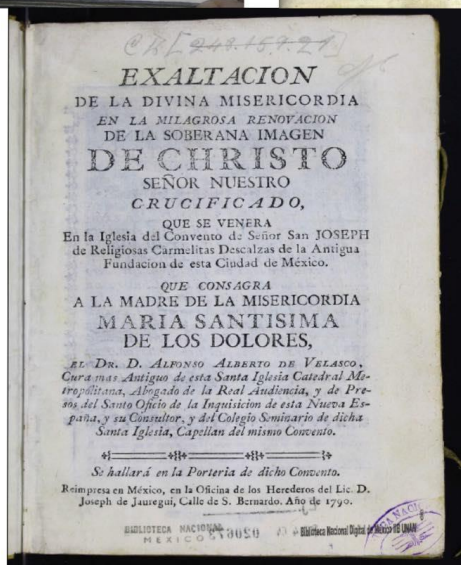 EXALTACION
DE LA DIVINA MISERICORDIA
EN LA MILAGROSA RENOVACION
DE LA SOBERANA IMAGEN
DE CHRISTO
SEÑOR NUESTRO
CRUCIFICADO,
QUE SE VENERA
En la Iglesia del Convento de Señor San JOSEPH
de Religiosas Carmelitas Descalzas de la Antigua
Fundacion de esta Ciudad de México.
QUE CONSAGRA
A LA MADRE DE LA MISERICORDIA
MARIA SANTISIMA
DE LOS DOLORES,
EL DR. D. ALFONSO ALBERTO DE VELASCO,
Cura mas Antiguo de esta Santa Iglesia Catedral Me-
tropólitana, Abogado de la Real Audiencia, y de Pre-
sos del Santo Oficio de la Inquisicion de esta Nueva Es-
paña, y su Consultor, y del Colegio Seminario de dicha
Santa Iglesia, Capellan del mismo Convento.
Se hallará en la Porteria de dicho Convento.
Reimpresa en México, en la Oficina de los Herederos del Lic. D.
Joseph de Jauregui, Calle de S. Bernardo. Año de 1790.
BIBLIOTECA NACIONAL
MEXICO
Biblioteca Nacional Digital de México IIB UNAM